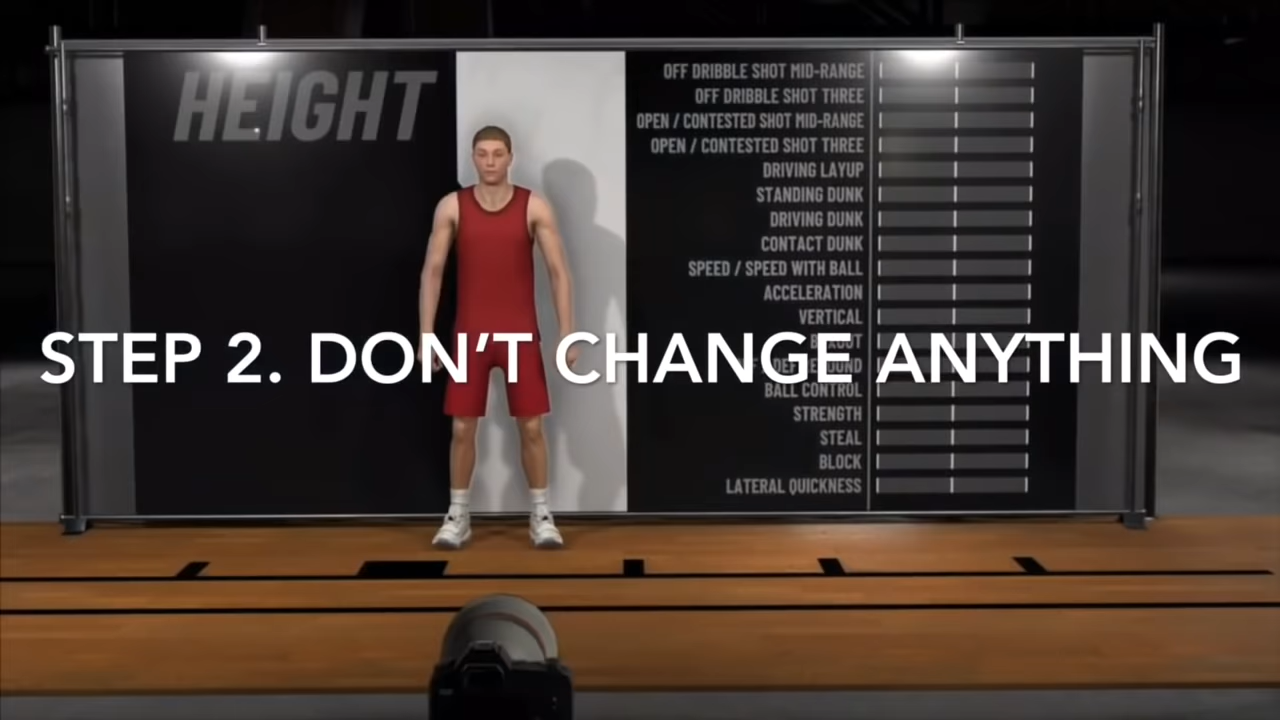 HEIGHT
OFF DRIBBLE SHOT MID-RANGE
OFF DRIBBLE SHOT THREE
OPEN / CONTESTED SHOT MID-RANGE
OPEN / CONTESTED SHOT THREE
DRIVING LAYUP
STANDING DUNK
DRIVING DUNK
CONTACT DUNK
SPEED / SPEED WITH BALL
ACCELERATION
VERTICAL
STEP 2. DON'T CHANGE ANYTHING
BALL CONTROL
STRENGTH
STEAL
BLOCK
LATERAL QUICKNESS